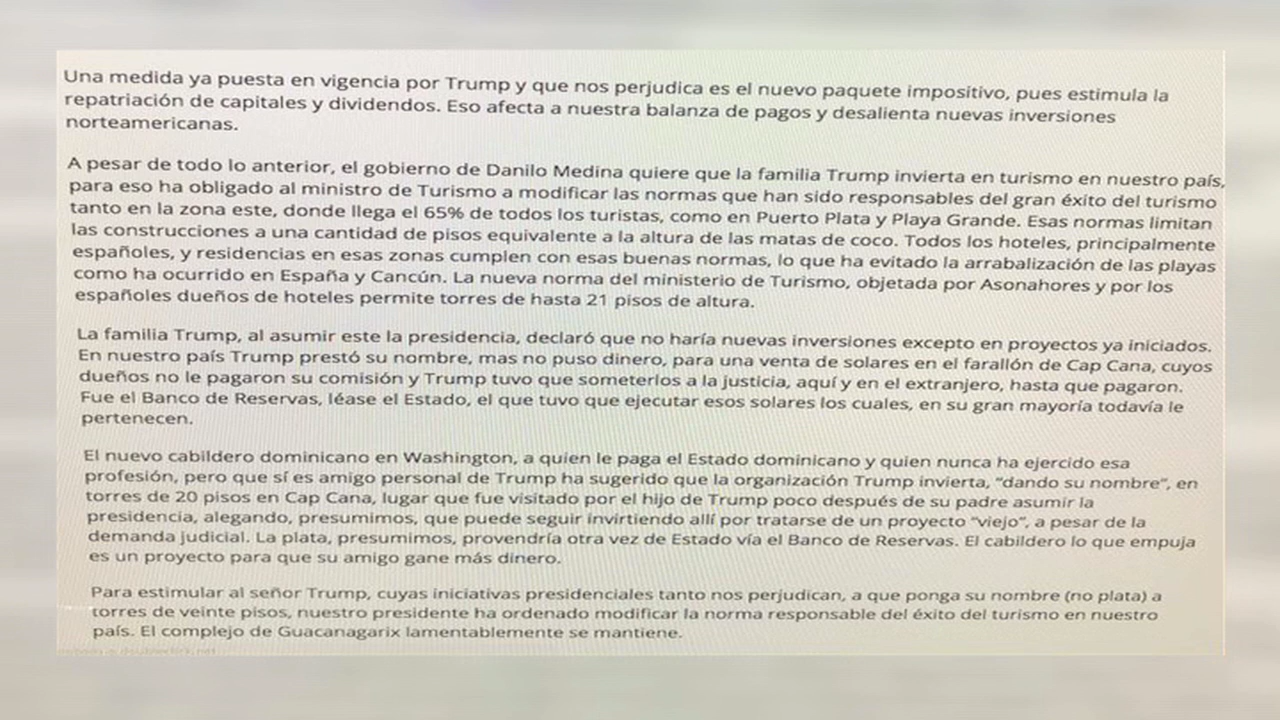 Una medida ya puesta en vigencia por Trump y que nos perjudica es el nuevo paquete impositivo, pues estimula la
repatriación de capitales y dividendos. Eso afecta a nuestra balanza de pagos y desalienta nuevas inversiones
norteamericanas.
A pesar de todo lo anterior, el gobierno de Danilo Medina quiere que la familia Trump invierta en turismo en nuestro país,
para eso ha obligado al ministro de Turismo a modificar las normas que han sido responsables del gran éxito del turismo
tanto en la zona este, donde llega el 65% de todos los turistas, como en Puerto Plata y Playa Grande. Esas normas limitan
las construcciones a una cantidad de pisos equivalente a la altura de las matas de coco. Todos los hoteles, principalmente
españoles, y residencias en esas zonas cumplen con esas buenas normas, lo que ha evitado la arrabalización de las playas
como ha ocurrido en España y Cancún. La nueva norma del ministerio de Turismo, objetada por Asonahores y por los
españoles dueños de hoteles permite torres de hasta 21 pisos de altura.
La familia Trump, al asumir este la presidencia, declaró que no haría nuevas inversiones excepto en proyectos ya iniciados.
En nuestro país Trump prestó su nombre, mas no puso dinero, para una venta de solares en el farallón de Cap Cana, cuyos
dueños no le pagaron su comisión y Trump tuvo que someterlos a la justicia, aquí y en el extranjero, hasta que pagaron.
Fue el Banco de Reservas, léase el Estado, el que tuvo que ejecutar esos solares los cuales, en su gran mayoría todavía le
pertenecen.
El nuevo cabildero dominicano en Washington, a quien le paga el Estado dominicano y quien nunca ha ejercido esa
profesión, pero que sí es amigo personal de Trump ha sugerido que la organización Trump invierta, "dando su nombre", en
torres de 20 pisos en Cap Cana, lugar que fue visitado por el hijo de Trump poco después de su padre asumir la
presidencia, alegando, presumimos, que puede seguir invirtiendo allí por tratarse de un proyecto "viejo", a pesar de la
demanda judicial. La plata, presumimos, provendría otra vez de Estado vía el Banco de Reservas. El cabildero lo que empuja
es un proyecto para que su amigo gane más dinero.
Para estimular al señor Trump, cuyas iniciativas presidenciales tanto nos perjudican, a que ponga su nombre (no plata) a
torres de veinte pisos, nuestro presidente ha ordenado modificar la norma responsable del éxito del turismo en nuestro
país. El complejo de Guacanagarix lamentablemente se mantiene.